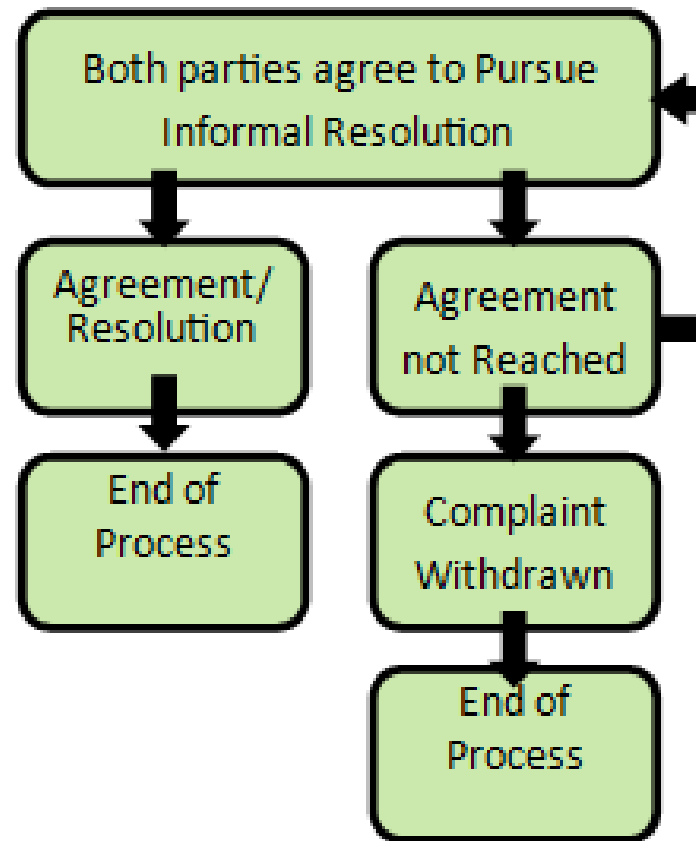 Both parties agree to Pursue
Informal Resolution
Agreement/
Resolution
Agreement
not Reached
End of
Process
Complaint
Withdrawn
End of
Process